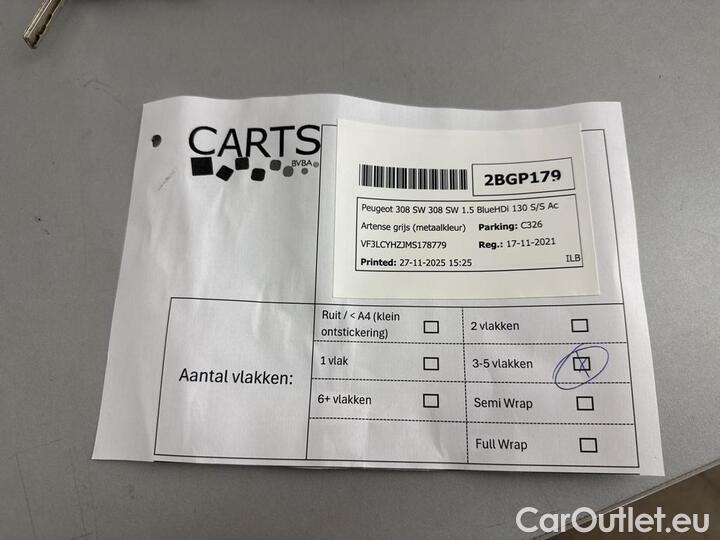 CARTS
BVBA
2BGP179
Peugeot 308 SW 308 SW 1.5 BlueHDi 130 S/S Ac
Artense grijs (metaalkleur) Parking: C326
VF3LCYHZJMS178779 Reg.: 17-11-2021
Printed: 27-11-2025 15:25 ILB
Aantal vlakken:
Ruit / < A4 (klein
ontstickering)
2 vlakken
1 vlak
3-5 vlakken
6+ vlakken
Semi Wrap
Full Wrap
CarOutlet.eu